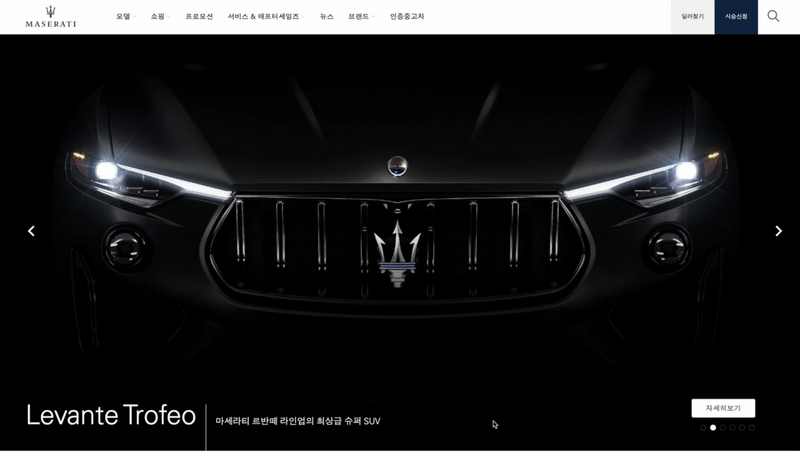 MASERATI
모델
쇼핑
프로모션
서비스 & 애프터세일즈
뉴스
브랜드
인증중고차
딜러찾기
시승신청
Levante Trofeo
마세라티 르반떼 라인업의 최상급 슈퍼 SUV
자세히보기